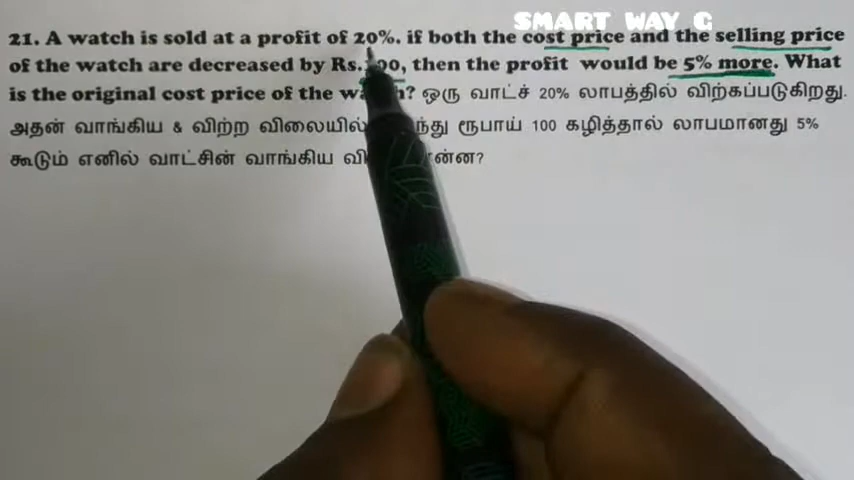 SMART WAY G
21. A watch is sold at a profit of 20%. if both the cost price and the selling price
of the watch are decreased by Rs. 00, then the profit would be 5% more. What
is the original cost price of the wa h? ஒரு வாட்ச் 20% லாபத்தில் விற்கப்படுகிறது.
அதன் வாங்கிய & விற்ற விலையில் ந்து ரூபாய் 100 கழித்தால் லாபமானது 5%
கூடும் எனில் வாட்சின் வாங்கிய வி ன்ன?